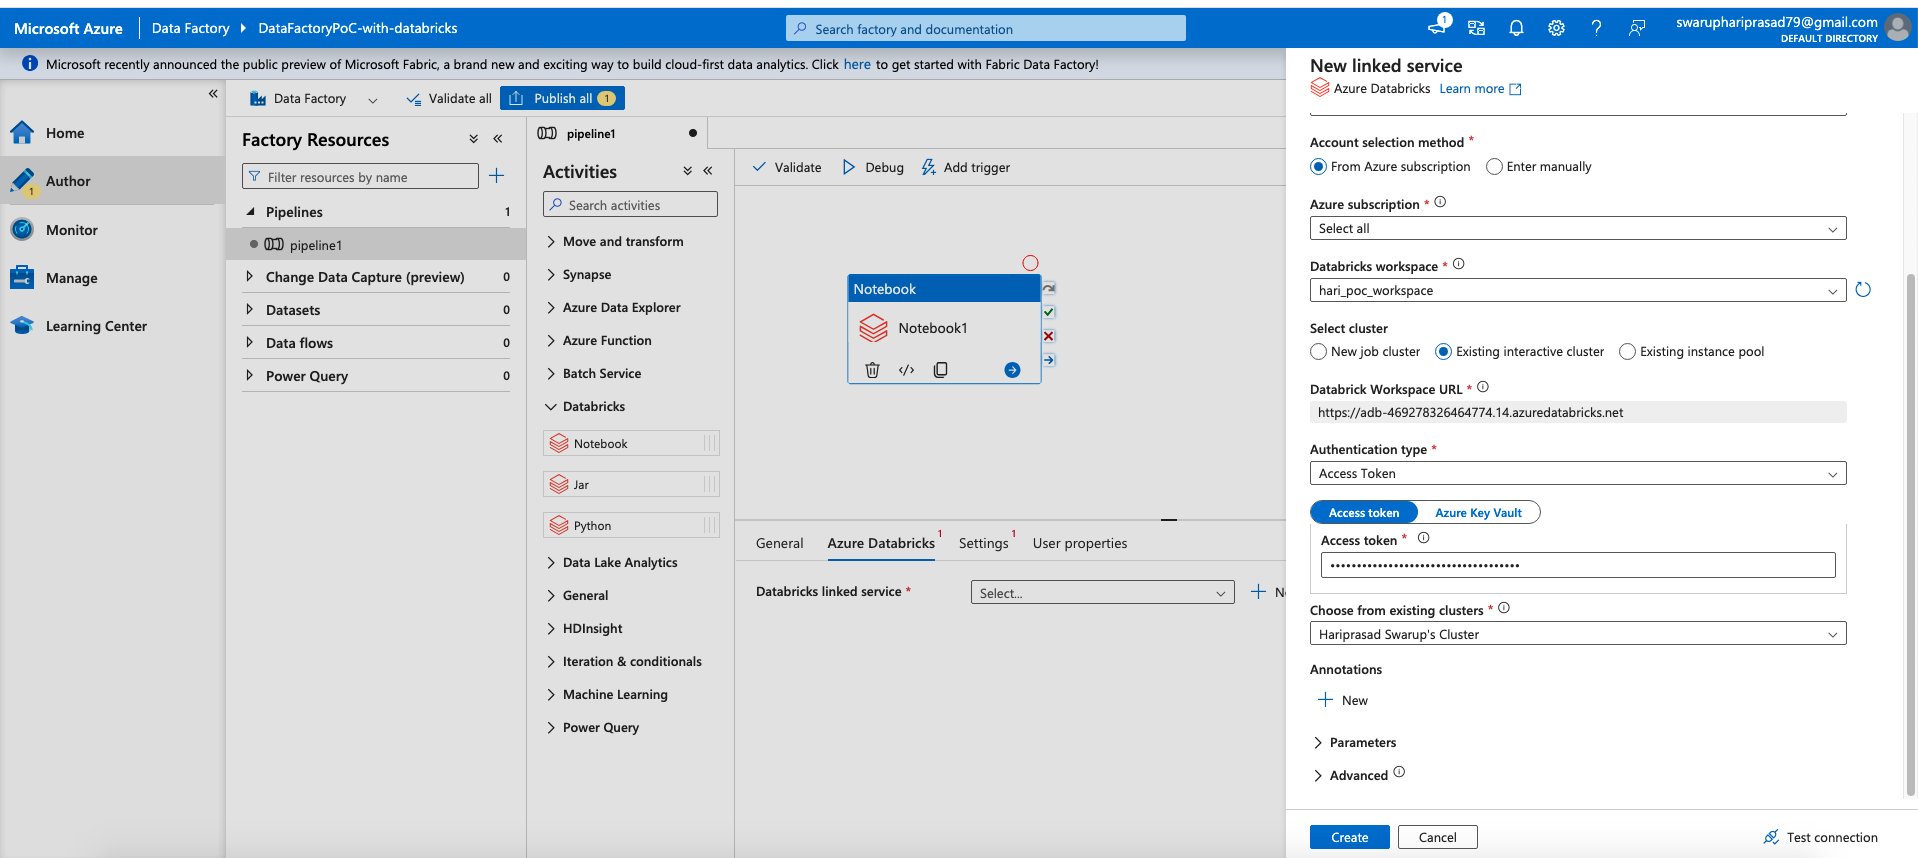 Microsoft Azure
Data Factory
DataFactoryPoC-with-databricks
Search factory and documentation
1
swaruphariprasad79@gmail.com
DEFAULT DIRECTORY
Microsoft recently announced the public preview of Microsoft Fabric, a brand new and exciting way to build cloud-first data analytics. Click here to get started with Fabric Data Factory!
Home
Author
1
Monitor
Manage
Learning Center
Data Factory
Validate all
Publish all 1
Factory Resources
Filter resources by name
Pipelines 1
pipeline1
Change Data Capture (preview) 0
Datasets 0
Data flows 0
Power Query 0
pipeline1
Activities
Search activities
Move and transform
Synapse
Azure Data Explorer
Azure Function
Batch Service
Databricks
Notebook
Jar
Python
Data Lake Analytics
General
HDInsight
Iteration & conditionals
Machine Learning
Power Query
Validate
Debug
Add trigger
Notebook
Notebook1
General
Azure Databricks 1
Settings 1
User properties
Databricks linked service *
Select...
New linked service
Azure Databricks Learn more
Account selection method *
From Azure subscription Enter manually
Azure subscription *
Select all
Databricks workspace *
hari_poc_workspace
Select cluster
New job cluster Existing interactive cluster Existing instance pool
Databrick Workspace URL *
https://adb-469278326464774.14.azuredatabricks.net
Authentication type *
Access Token
Access token Azure Key Vault
Access token *
••••••••••••••••••••••••••••••••••••
Choose from existing clusters *
Hariprasad Swarup's Cluster
Annotations
New
Parameters
Advanced
Create Cancel Test connection